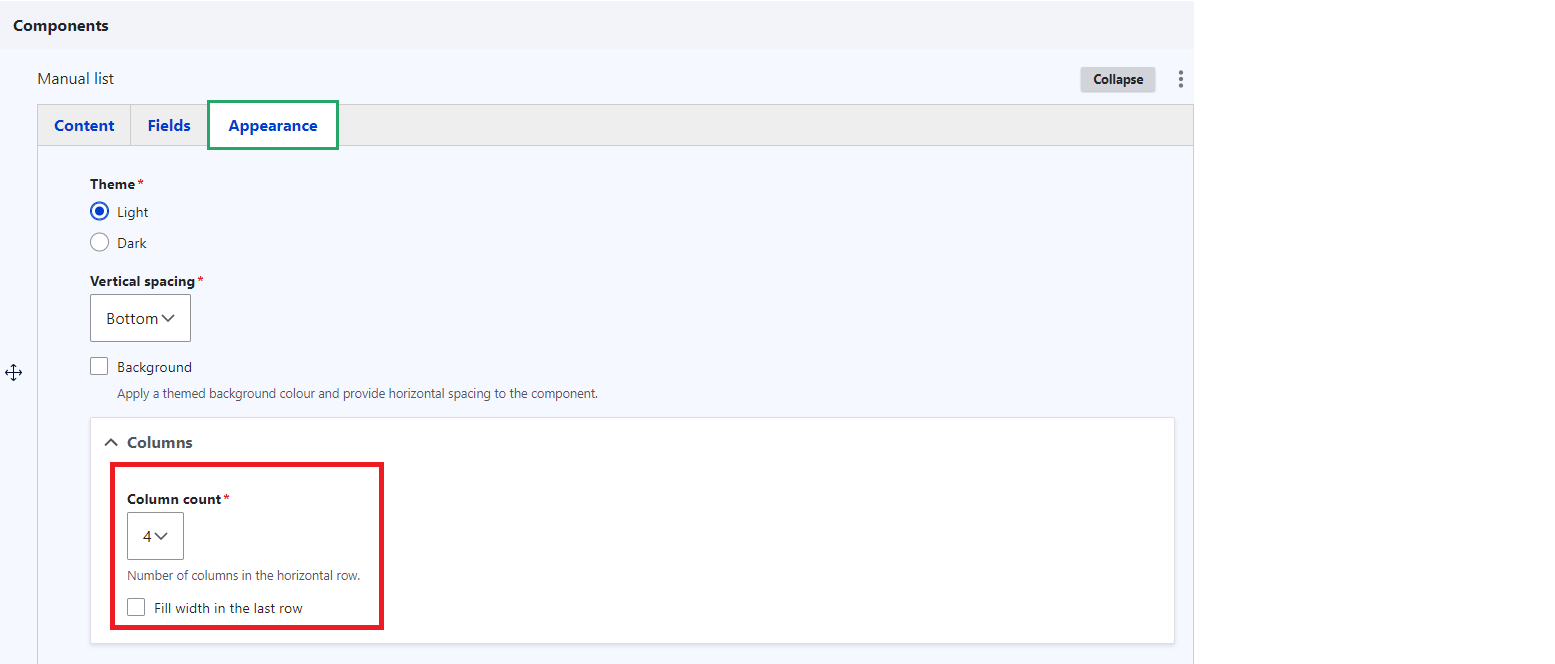 Components
Manual list
Collapse
Content Fields Appearance
Theme*
Light
Dark
Vertical spacing*
Bottom
Background
Apply a themed background colour and provide horizontal spacing to the component.
Columns
Column count*
4
Number of columns in the horizontal row.
Fill width in the last row